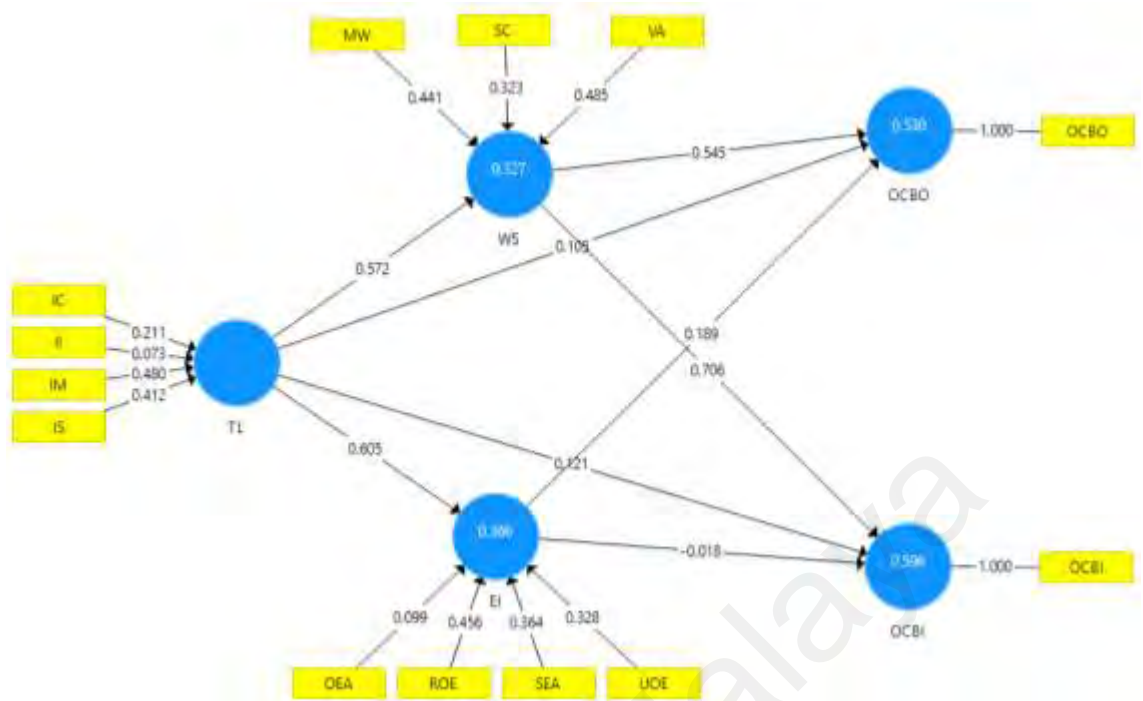 MW
SC
VA
0.441
0.323
0.485
0.327
WS
0.545
0.530
1.000
OCBO
OCBO
0.572
0.105
IC
II
IM
IS
0.211
0.073
0.480
0.412
TL
0.189
0.706
0.605
0.121
EI
-0.018
1.000
OCBI
OCBI
0.099
0.456
0.364
0.328
OEA
ROE
SEA
UOE
alaya